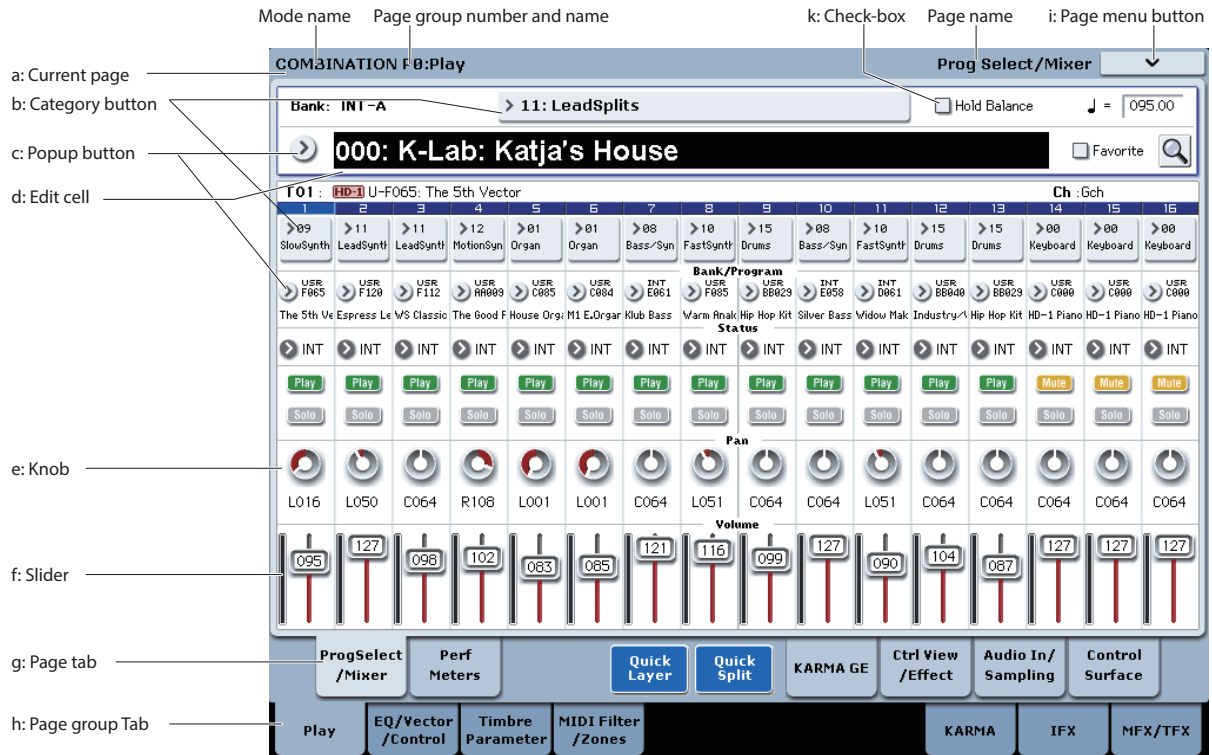 Mode name Page group number and name k: Check-box Page name i: Page menu button
a: Current page
COMBINATION P0:Play Prog Select/Mixer
b: Category button
Bank: INT-A 11: LeadSplits Hold Balance ♩ = 095.00
c: Popup button
000: K-Lab: Katja's House Favorite
d: Edit cell
T01 : HD-1 U-F065: The 5th Vector Ch :Gch
1 2 3 4 5 6 7 8 9 10 11 12 13 14 15 16
09 11 11 12 01 01 08 10 15 08 10 15 15 00 00 00
SlowSynth LeadSynth LeadSynth MotionSyn Organ Organ Bass/Syn FastSynth Drums Bass/Syn FastSynth Drums Drums Keyboard Keyboard Keyboard
Bank/Program
USR USR USR USR USR USR INT USR USR INT INT USR USR USR USR USR
F065 F120 F112 AA009 C085 C084 E061 F085 BB029 E058 D061 BB040 BB029 C000 C000 C000
The 5th Ve Espress Le WS Classic The Good F House Orga M1 E.Organ Klub Bass Warm Analo Hip Hop Kit Silver Bass Widow Mak Industry/V Hip Hop Kit HD-1 Piano HD-1 Piano HD-1 Piano
Status
INT INT INT INT INT INT INT INT INT INT INT INT INT INT INT INT
Play Play Play Play Play Play Play Play Play Play Play Play Play Mute Mute Mute
Solo Solo Solo Solo Solo Solo Solo Solo Solo Solo Solo Solo Solo Solo Solo Solo
Pan
e: Knob
L016 L050 C064 R108 L001 L001 C064 L051 C064 C064 L051 C064 C064 C064 C064 C064
Volume
095 127 098 102 083 085 121 116 099 127 090 104 087 127 127 127
f: Slider
g: Page tab
ProgSelect /Mixer Perf Meters Quick Layer Quick Split KARMA GE Ctrl View /Effect Audio In/ Sampling Control Surface
h: Page group Tab
Play EQ/Vector /Control Timbre Parameter MIDI Filter /Zones KARMA IFX MFX/TFX